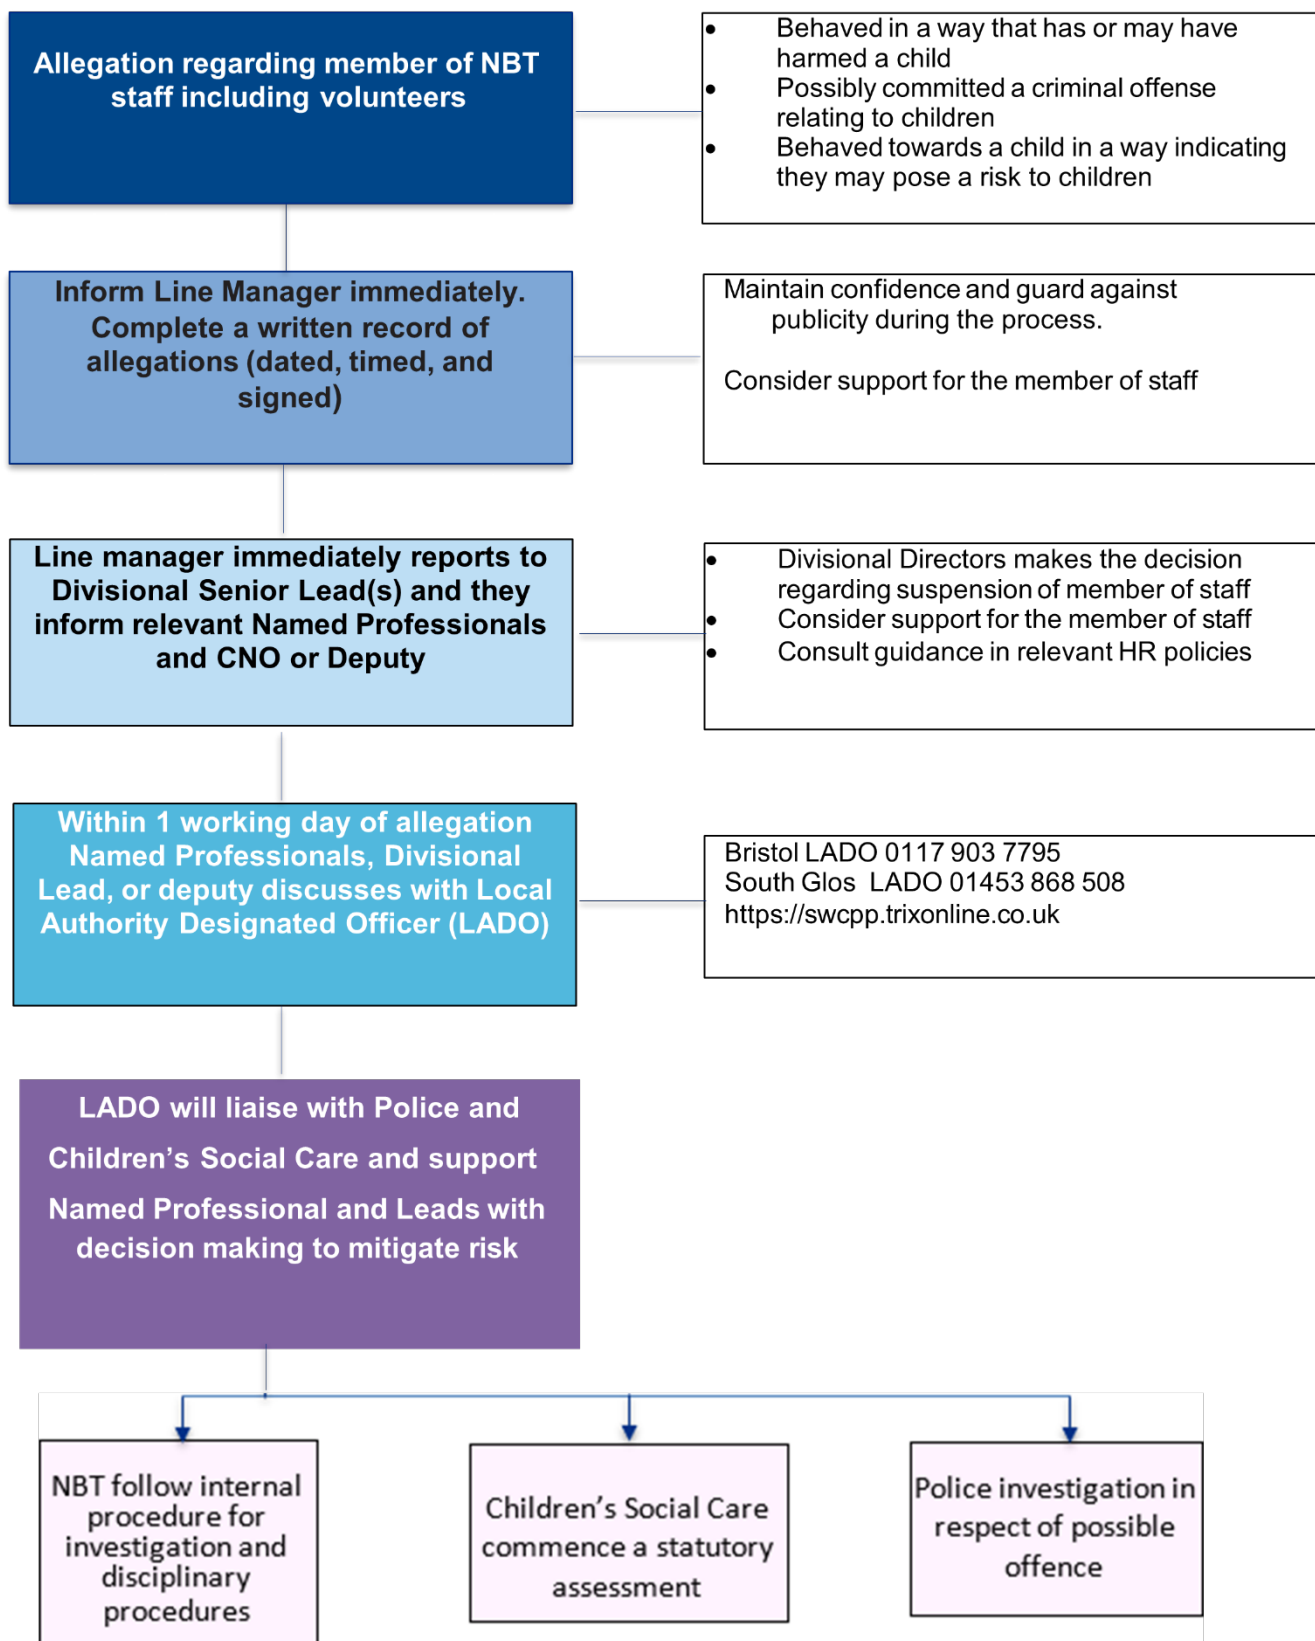 Allegation regarding member of NBT
staff including volunteers
• Behaved in a way that has or may have
harmed a child
• Possibly committed a criminal offense
relating to children
• Behaved towards a child in a way indicating
they may pose a risk to children
Inform Line Manager immediately.
Complete a written record of
allegations (dated, timed, and
signed)
Maintain confidence and guard against
publicity during the process.
Consider support for the member of staff
Line manager immediately reports to
Divisional Senior Lead(s) and they
inform relevant Named Professionals
and CNO or Deputy
• Divisional Directors makes the decision
regarding suspension of member of staff
• Consider support for the member of staff
• Consult guidance in relevant HR policies
Within 1 working day of allegation
Named Professionals, Divisional
Lead, or deputy discusses with Local
Authority Designated Officer (LADO)
Bristol LADO 0117 903 7795
South Glos LADO 01453 868 508
https://swcpp.trixonline.co.uk
LADO will liaise with Police and
Children’s Social Care and support
Named Professional and Leads with
decision making to mitigate risk
NBT follow internal
procedure for
investigation and
disciplinary
procedures
Children’s Social Care
commence a statutory
assessment
Police investigation in
respect of possible
offence